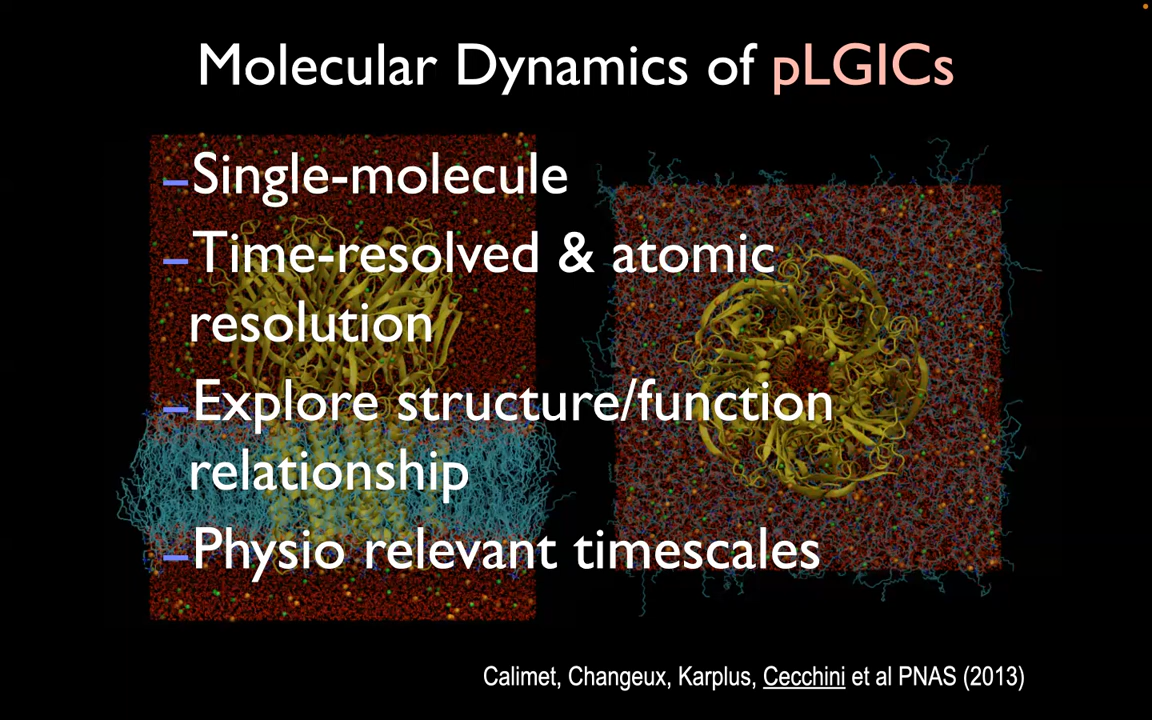 Molecular Dynamics of pLGICs
–Single-molecule
–Time-resolved & atomic
resolution
–Explore structure/function
relationship
–Physio relevant timescales
Calimet, Changeux, Karplus, Cecchini et al PNAS (2013)